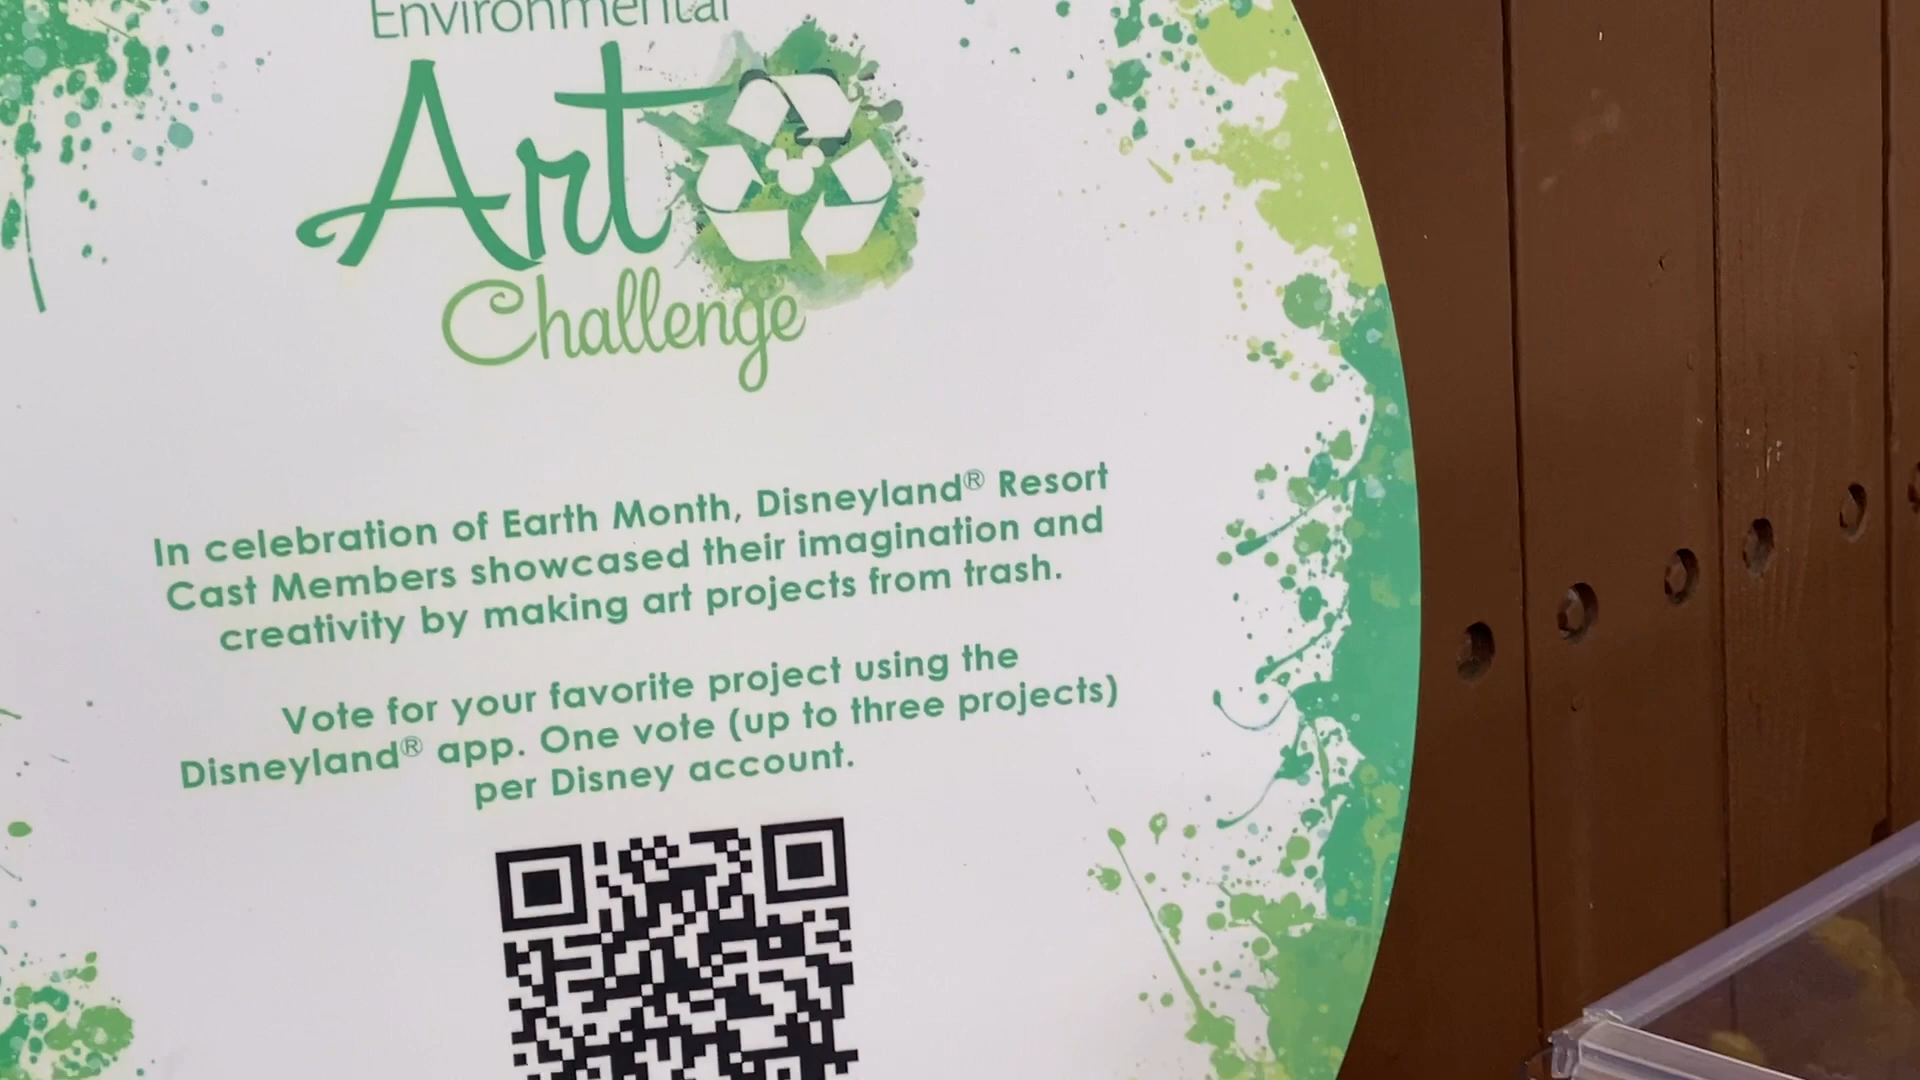 Environmental
Art
Challenge
In celebration of Earth Month, Disneyland® Resort
Cast Members showcased their imagination and
creativity by making art projects from trash.
Vote for your favorite project using the
Disneyland® app. One vote (up to three projects)
per Disney account.